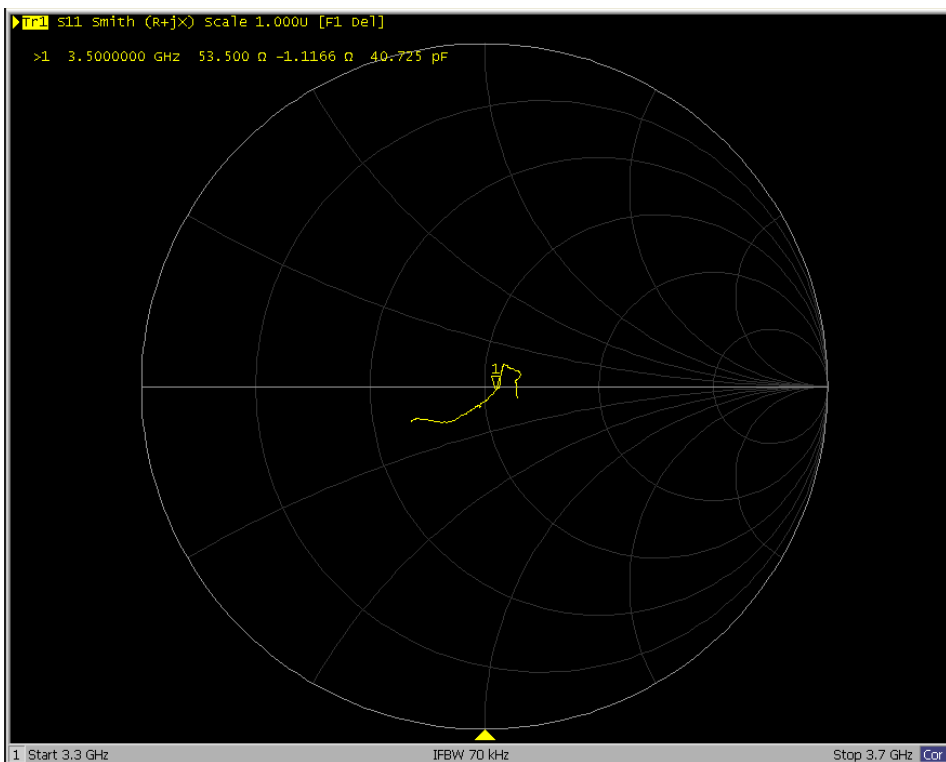 Tr1 S11 Smith (R+jX) Scale 1.000U [F1 Del]
>1 3.5000000 GHz 53.500 Ω -1.1166 Ω 40.725 pF
1
1 Start 3.3 GHz IFBW 70 kHz Stop 3.7 GHz Cor